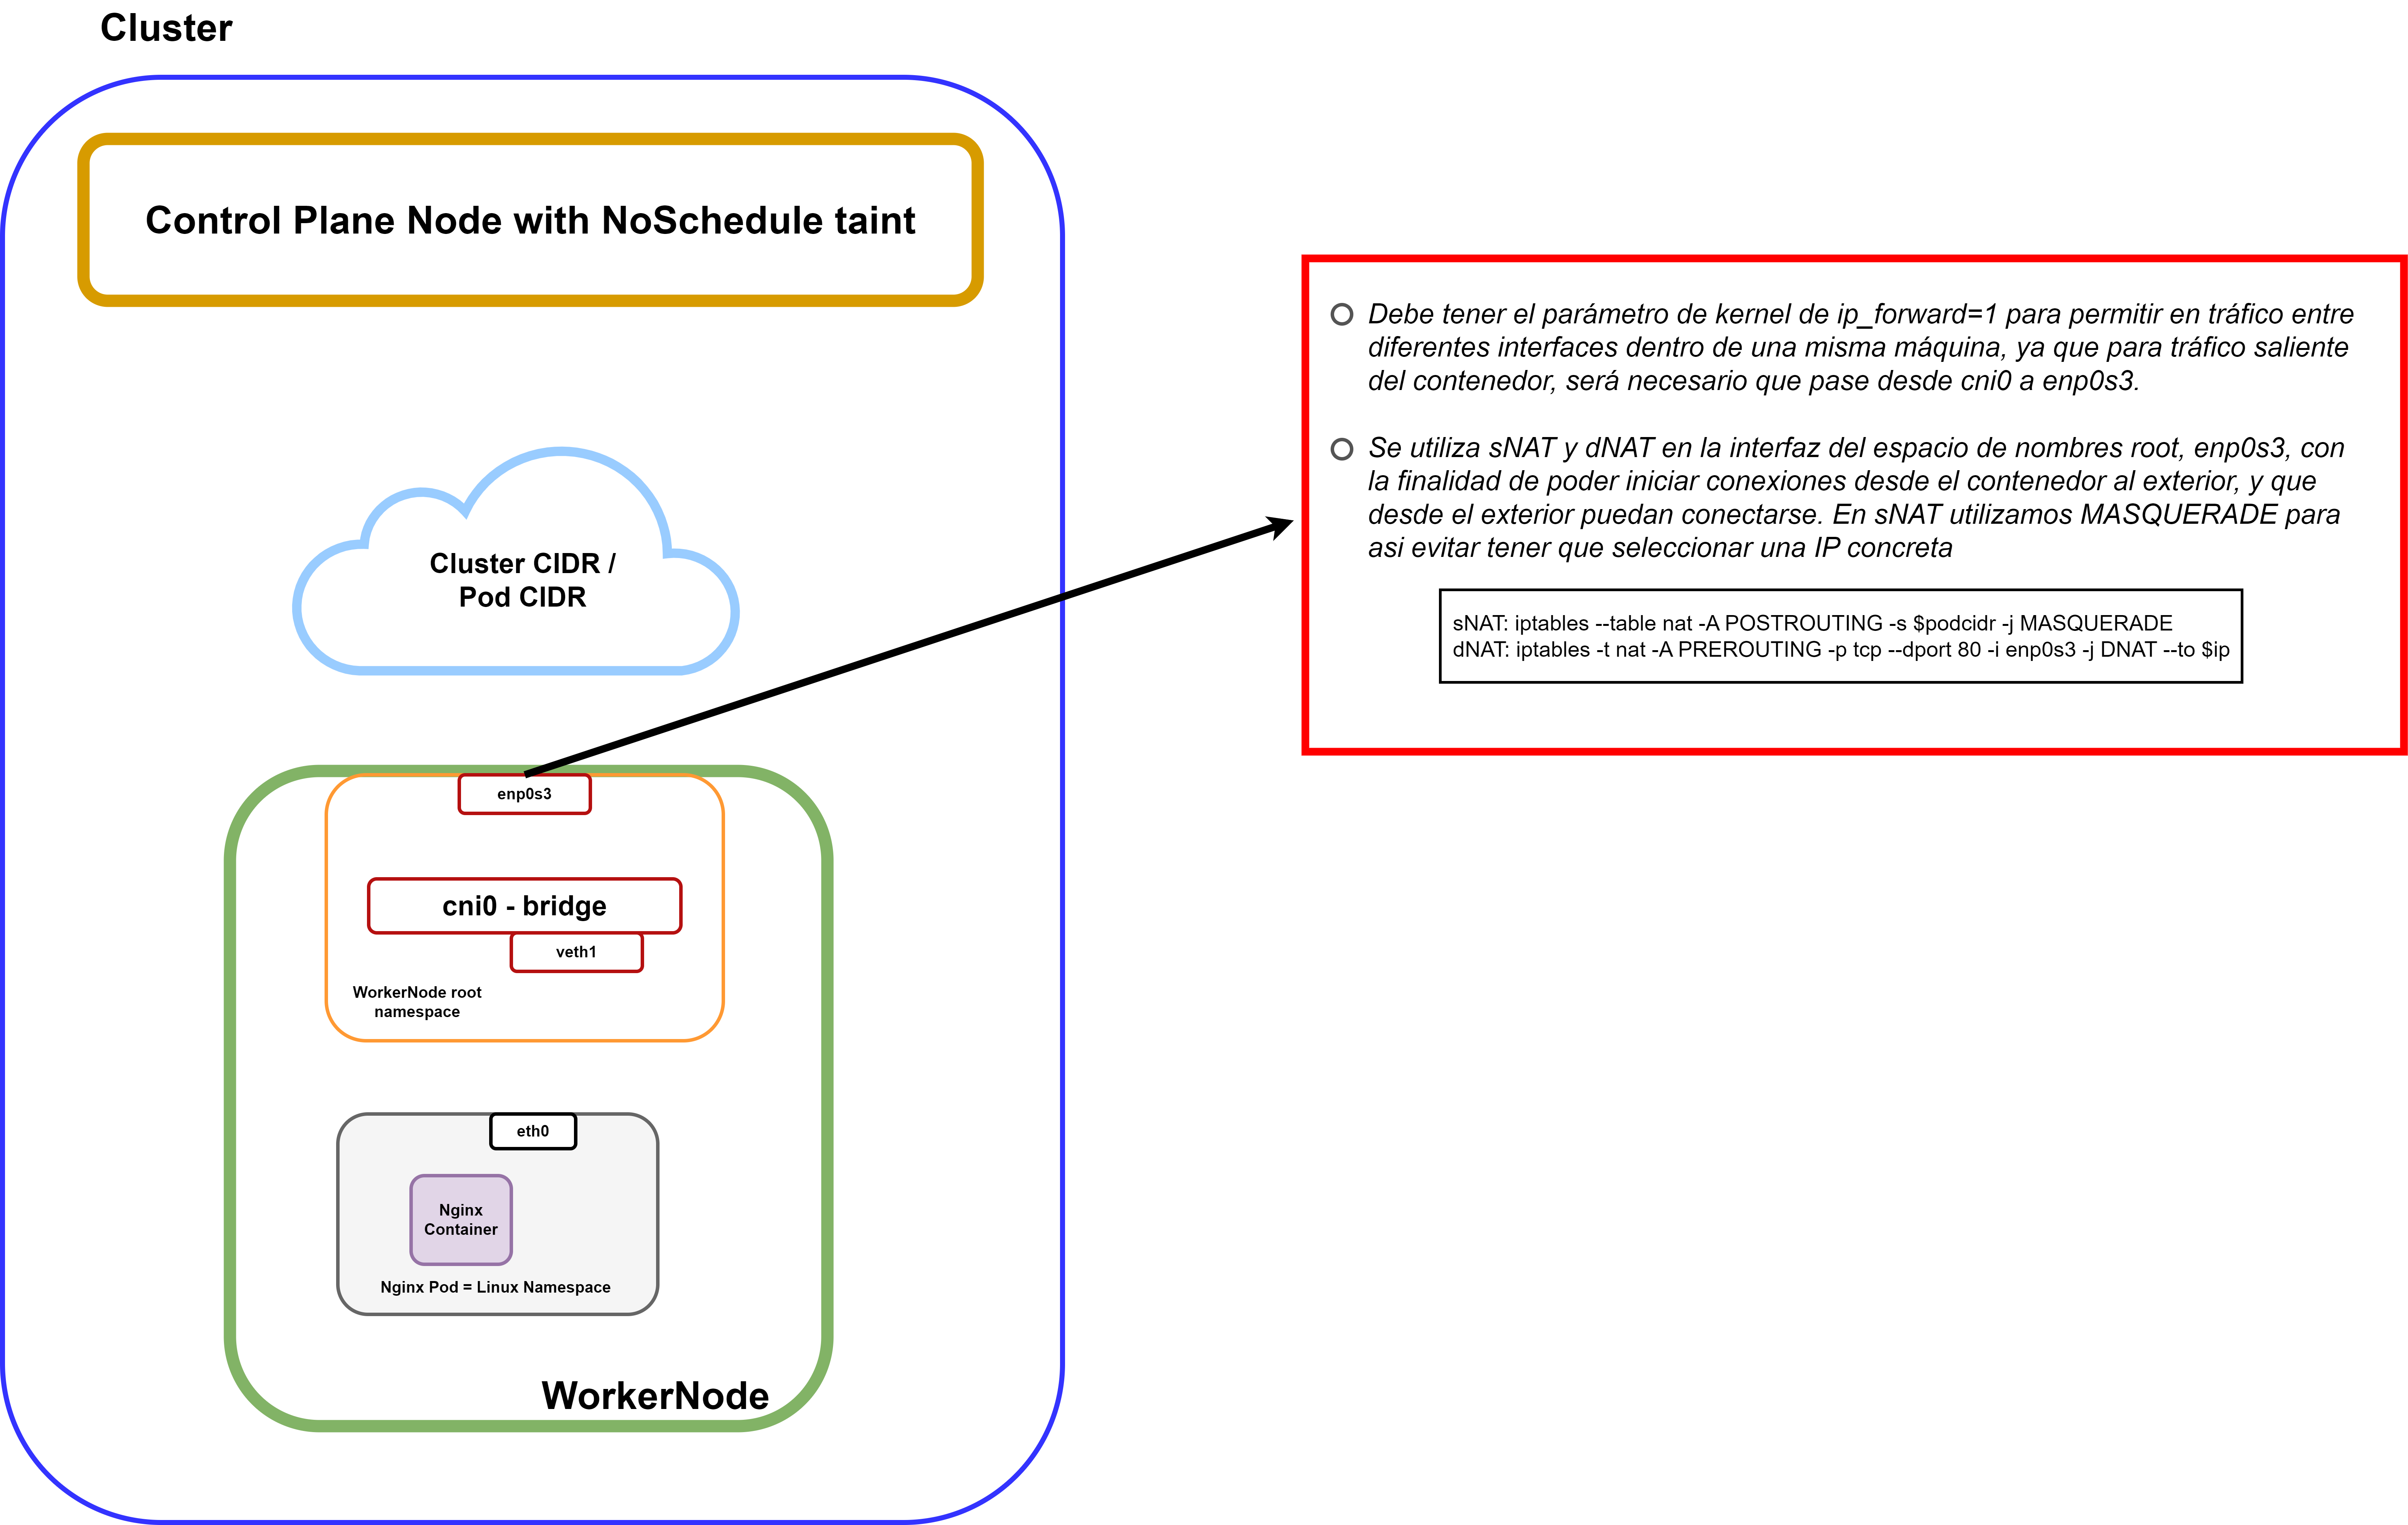 Cluster
Control Plane Node with NoSchedule taint
Debe tener el parámetro de kernel de ip_forward=1 para permitir en tráfico entre
diferentes interfaces dentro de una misma máquina, ya que para tráfico saliente
del contenedor, será necesario que pase desde cni0 a enp0s3.
Se utiliza sNAT y dNAT en la interfaz del espacio de nombres root, enp0s3, con
la finalidad de poder iniciar conexiones desde el contenedor al exterior, y que
desde el exterior puedan conectarse. En sNAT utilizamos MASQUERADE para
asi evitar tener que seleccionar una IP concreta
sNAT: iptables --table nat -A POSTROUTING -s $podcidr -j MASQUERADE
dNAT: iptables -t nat -A PREROUTING -p tcp --dport 80 -i enp0s3 -j DNAT --to $ip
Cluster CIDR /
Pod CIDR
enp0s3
cni0 - bridge
veth1
WorkerNode root
namespace
eth0
Nginx
Container
Nginx Pod = Linux Namespace
WorkerNode